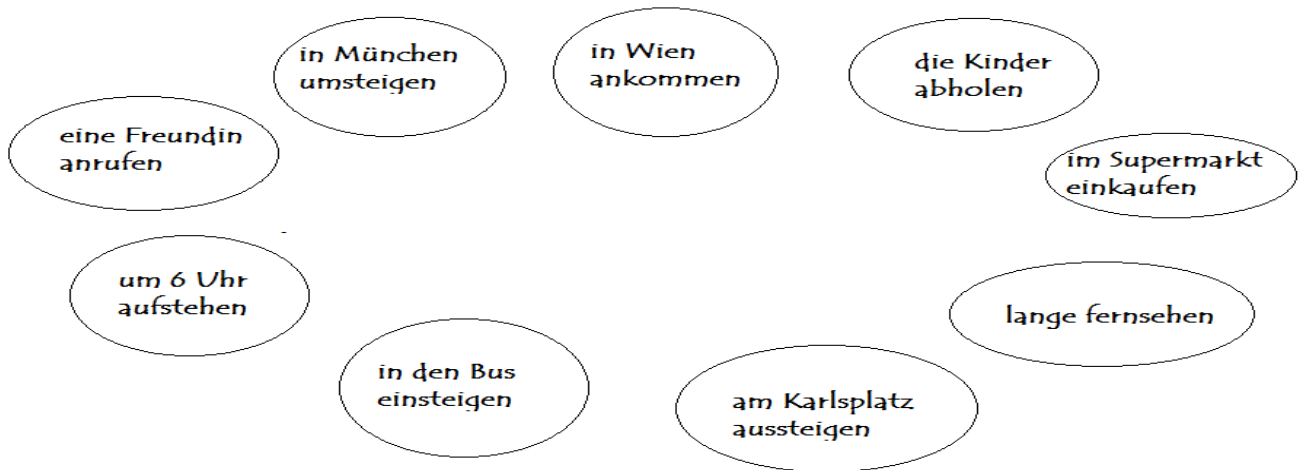 in München
umsteigen
in Wien
ankommen
die Kinder
abholen
eine Freundin
anrufen
im Supermarkt
einkaufen
um 6 Uhr
aufstehen
lange fernsehen
in den Bus
einsteigen
am Karlsplatz
aussteigen